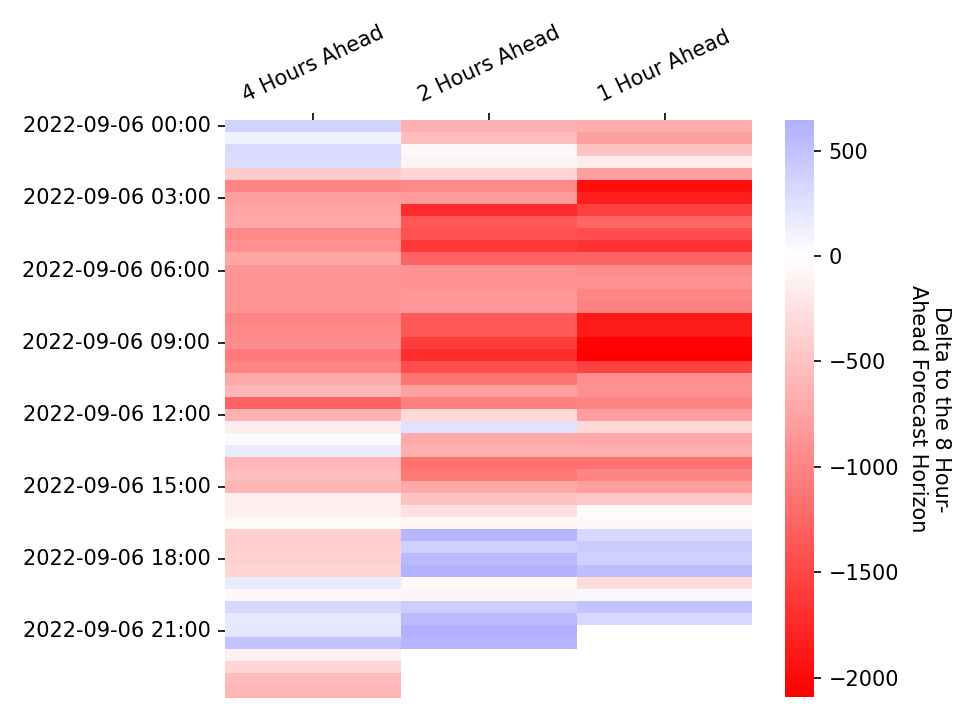 4 Hours Ahead
2 Hours Ahead
1 Hour Ahead
2022-09-06 00:00
2022-09-06 03:00
2022-09-06 06:00
2022-09-06 09:00
2022-09-06 12:00
2022-09-06 15:00
2022-09-06 18:00
2022-09-06 21:00
500
0
−500
−1000
−1500
−2000
Delta to the 8 Hour-
Ahead Forecast Horizon